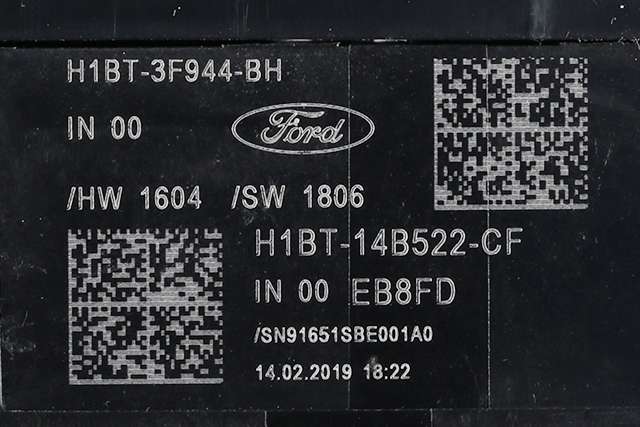 H1BT-3F944-BH
IN 00
Ford
/HW 1604 /SW 1806
H1BT-14B522-CF
IN 00 EB8FD
/SN91651SBE001A0
14.02.2019 18:22